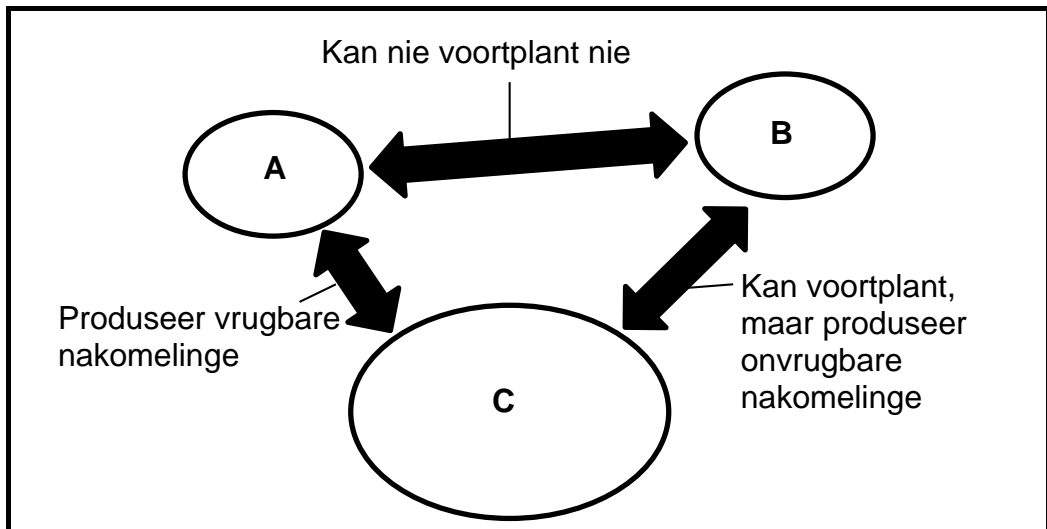 Kan nie voortplant nie
A
B
Produseer vrugbare
nakomelinge
Kan voortplant,
maar produseer
onvrugbare
nakomelinge
C